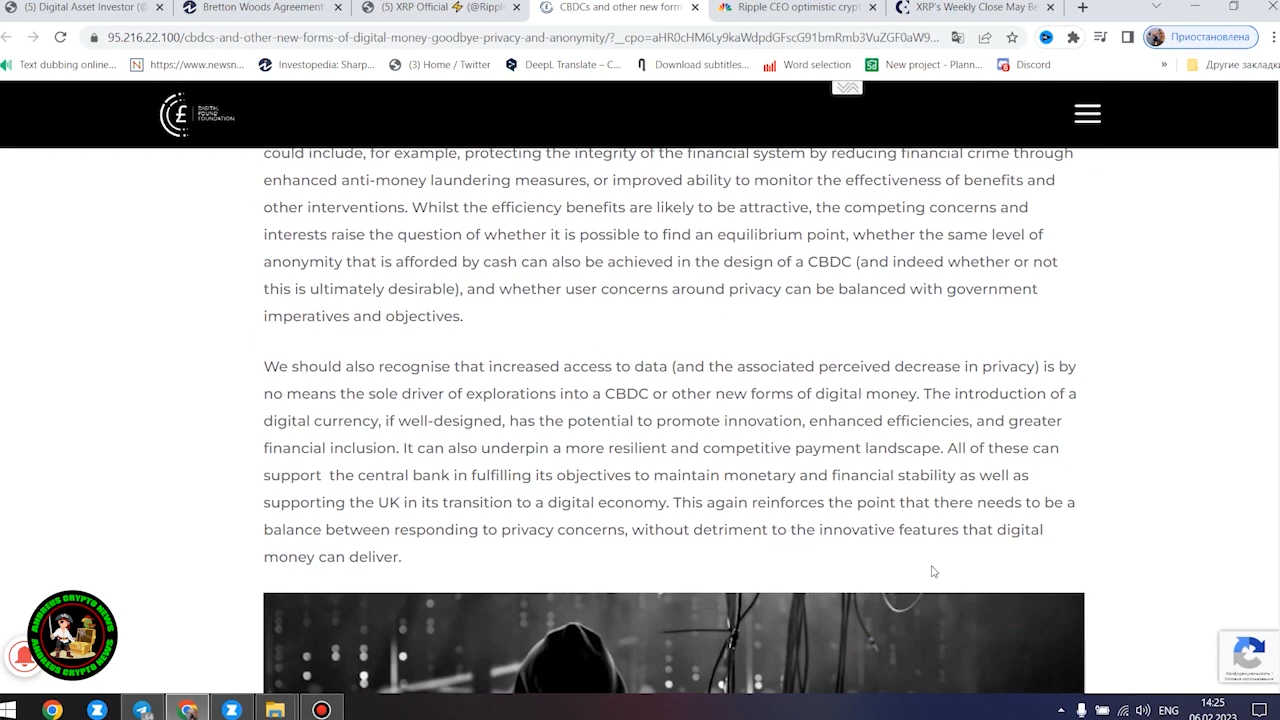 (5) Digital Asset Investor (@
Bretton Woods Agreement
(5) XRP Official⚡(@Ripple
CBDCs and other new form
Ripple CEO optimistic crypt
XRP's Weekly Close May Be
95.216.22.100/cbdcs-and-other-new-forms-of-digital-money-goodbye-privacy-and-anonymity/?__cpo=aHR0cHM6Ly9kaWdpdGFscG91bmRmb3VuZGF0aW9...
Приостановлена
Text dubbing online...
https://www.newsn...
Investopedia: Sharp...
(3) Home / Twitter
DeepL Translate – C...
Download subtitles...
Word selection
New project - Plann...
Discord
»
Другие закладки
DIGITAL
POUND
FOUNDATION
could include, for example, protecting the integrity of the financial system by reducing financial crime through
enhanced anti-money laundering measures, or improved ability to monitor the effectiveness of benefits and
other interventions. Whilst the efficiency benefits are likely to be attractive, the competing concerns and
interests raise the question of whether it is possible to find an equilibrium point, whether the same level of
anonymity that is afforded by cash can also be achieved in the design of a CBDC (and indeed whether or not
this is ultimately desirable), and whether user concerns around privacy can be balanced with government
imperatives and objectives.
We should also recognise that increased access to data (and the associated perceived decrease in privacy) is by
no means the sole driver of explorations into a CBDC or other new forms of digital money. The introduction of a
digital currency, if well-designed, has the potential to promote innovation, enhanced efficiencies, and greater
financial inclusion. It can also underpin a more resilient and competitive payment landscape. All of these can
support the central bank in fulfilling its objectives to maintain monetary and financial stability as well as
supporting the UK in its transition to a digital economy. This again reinforces the point that there needs to be a
balance between responding to privacy concerns, without detriment to the innovative features that digital
money can deliver.
ANDREUS CRYPTO NEWS
ANDREUS CRYPTO NEWS
Конфиденциальность -
Условия использования
ENG
14:25
06.02.2023